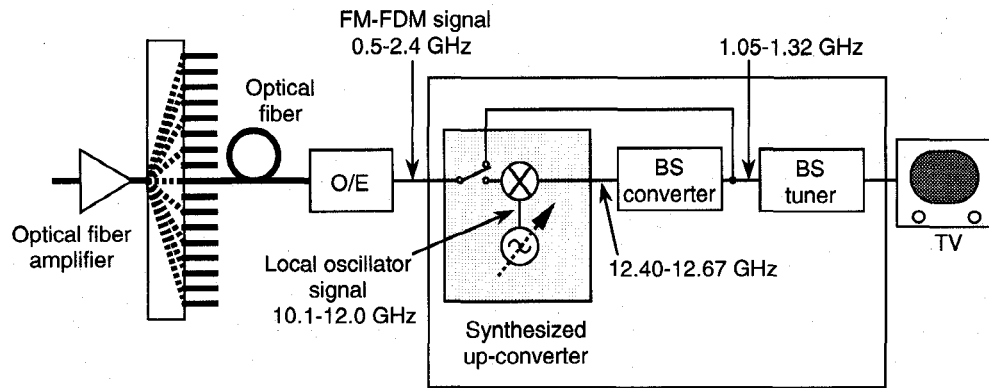 FM-FDM signal
0.5-2.4 GHz
1.05-1.32 GHz
Optical
fiber
O/E
BS
converter
BS
tuner
TV
Optical fiber
amplifier
Local oscillator
signal
10.1-12.0 GHz
12.40-12.67 GHz
Synthesized
up-converter